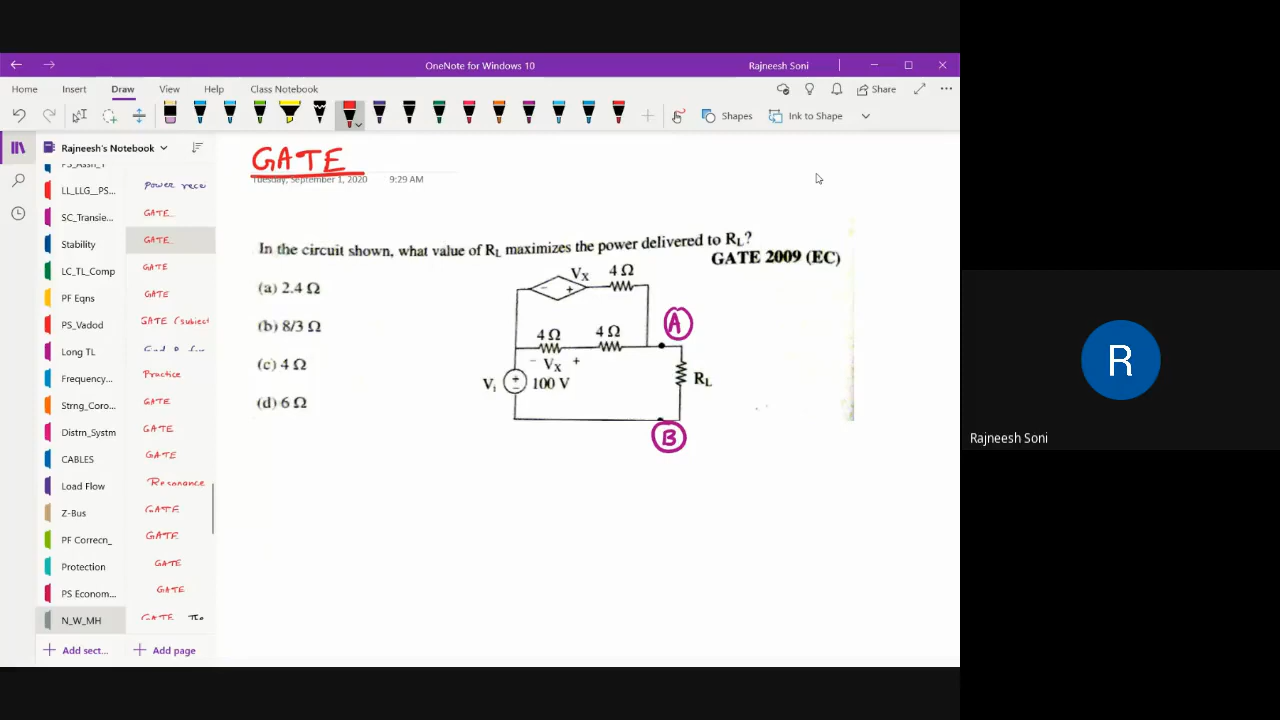 OneNote for Windows 10
Rajneesh Soni
Home Insert Draw View Help Class Notebook
Share
Shapes
Ink to Shape
Rajneesh's Notebook
PS_Assn_1
LL_LLG__PS...
SC_Transie...
Stability
LC_TL_Comp
PF Eqns
PS_Vadod
Long TL
Frequency...
Strng_Coro...
Distrn_Systm
CABLES
Load Flow
Z-Bus
PF Correcn_
Protection
PS Econom...
N_W_MH
Add sect...
Power rece
GATE
GATE
GATE
GATE
GATE (subject
Practice
GATE
GATE
GATE
Resonance
GATE
GATE
GATE
GATE
GATE The
Add page
GATE
Tuesday, September 1, 2020 9:29 AM
In the circuit shown, what value of RL maximizes the power delivered to RL?
GATE 2009 (EC)
(a) 2.4 Ω
(b) 8/3 Ω
(c) 4 Ω
(d) 6 Ω
VX 4 Ω
- +
A
4 Ω 4 Ω
- VX +
Vi + - 100 V
RL
B
R
Rajneesh Soni